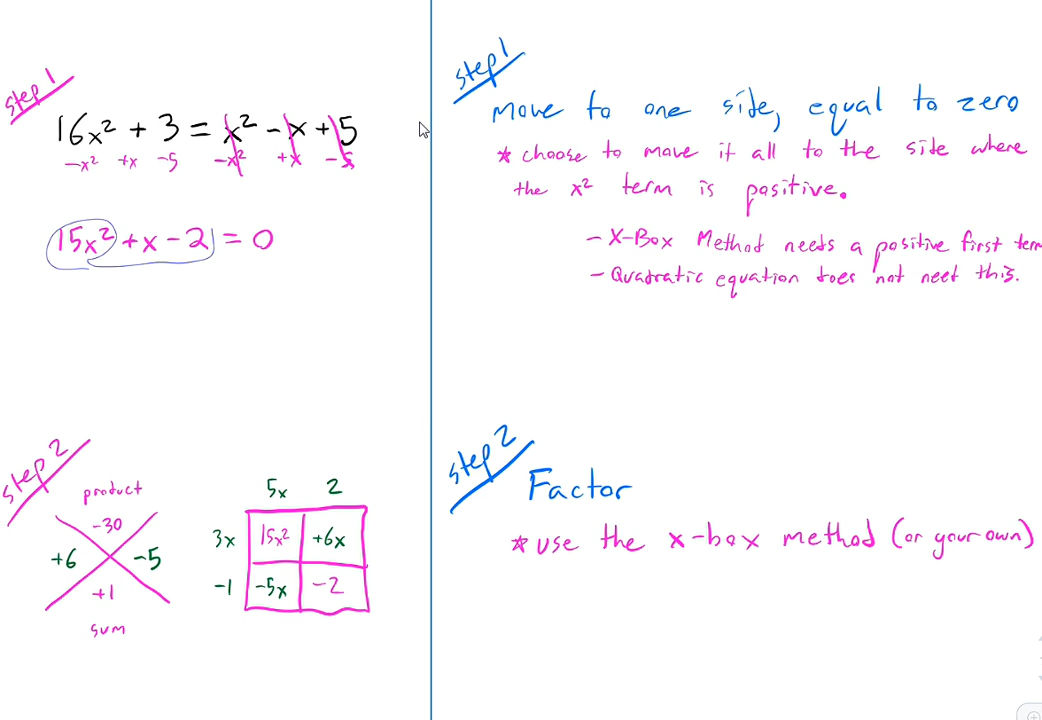 step 1
16x² + 3 = x² - x + 5
-x² +x -5 -x² +x -5
15x² + x - 2 = 0
step 1
Move to one side, equal to zero
* choose to move it all to the side where
the x² term is positive.
- X-Box Method needs a positive first term
- Quadratic equation does not neet this.
step 2
product
-30
+6 -5
+1
sum
5x 2
3x 15x² +6x
-1 -5x -2
step 2
Factor
* use the x-box method (or your own)